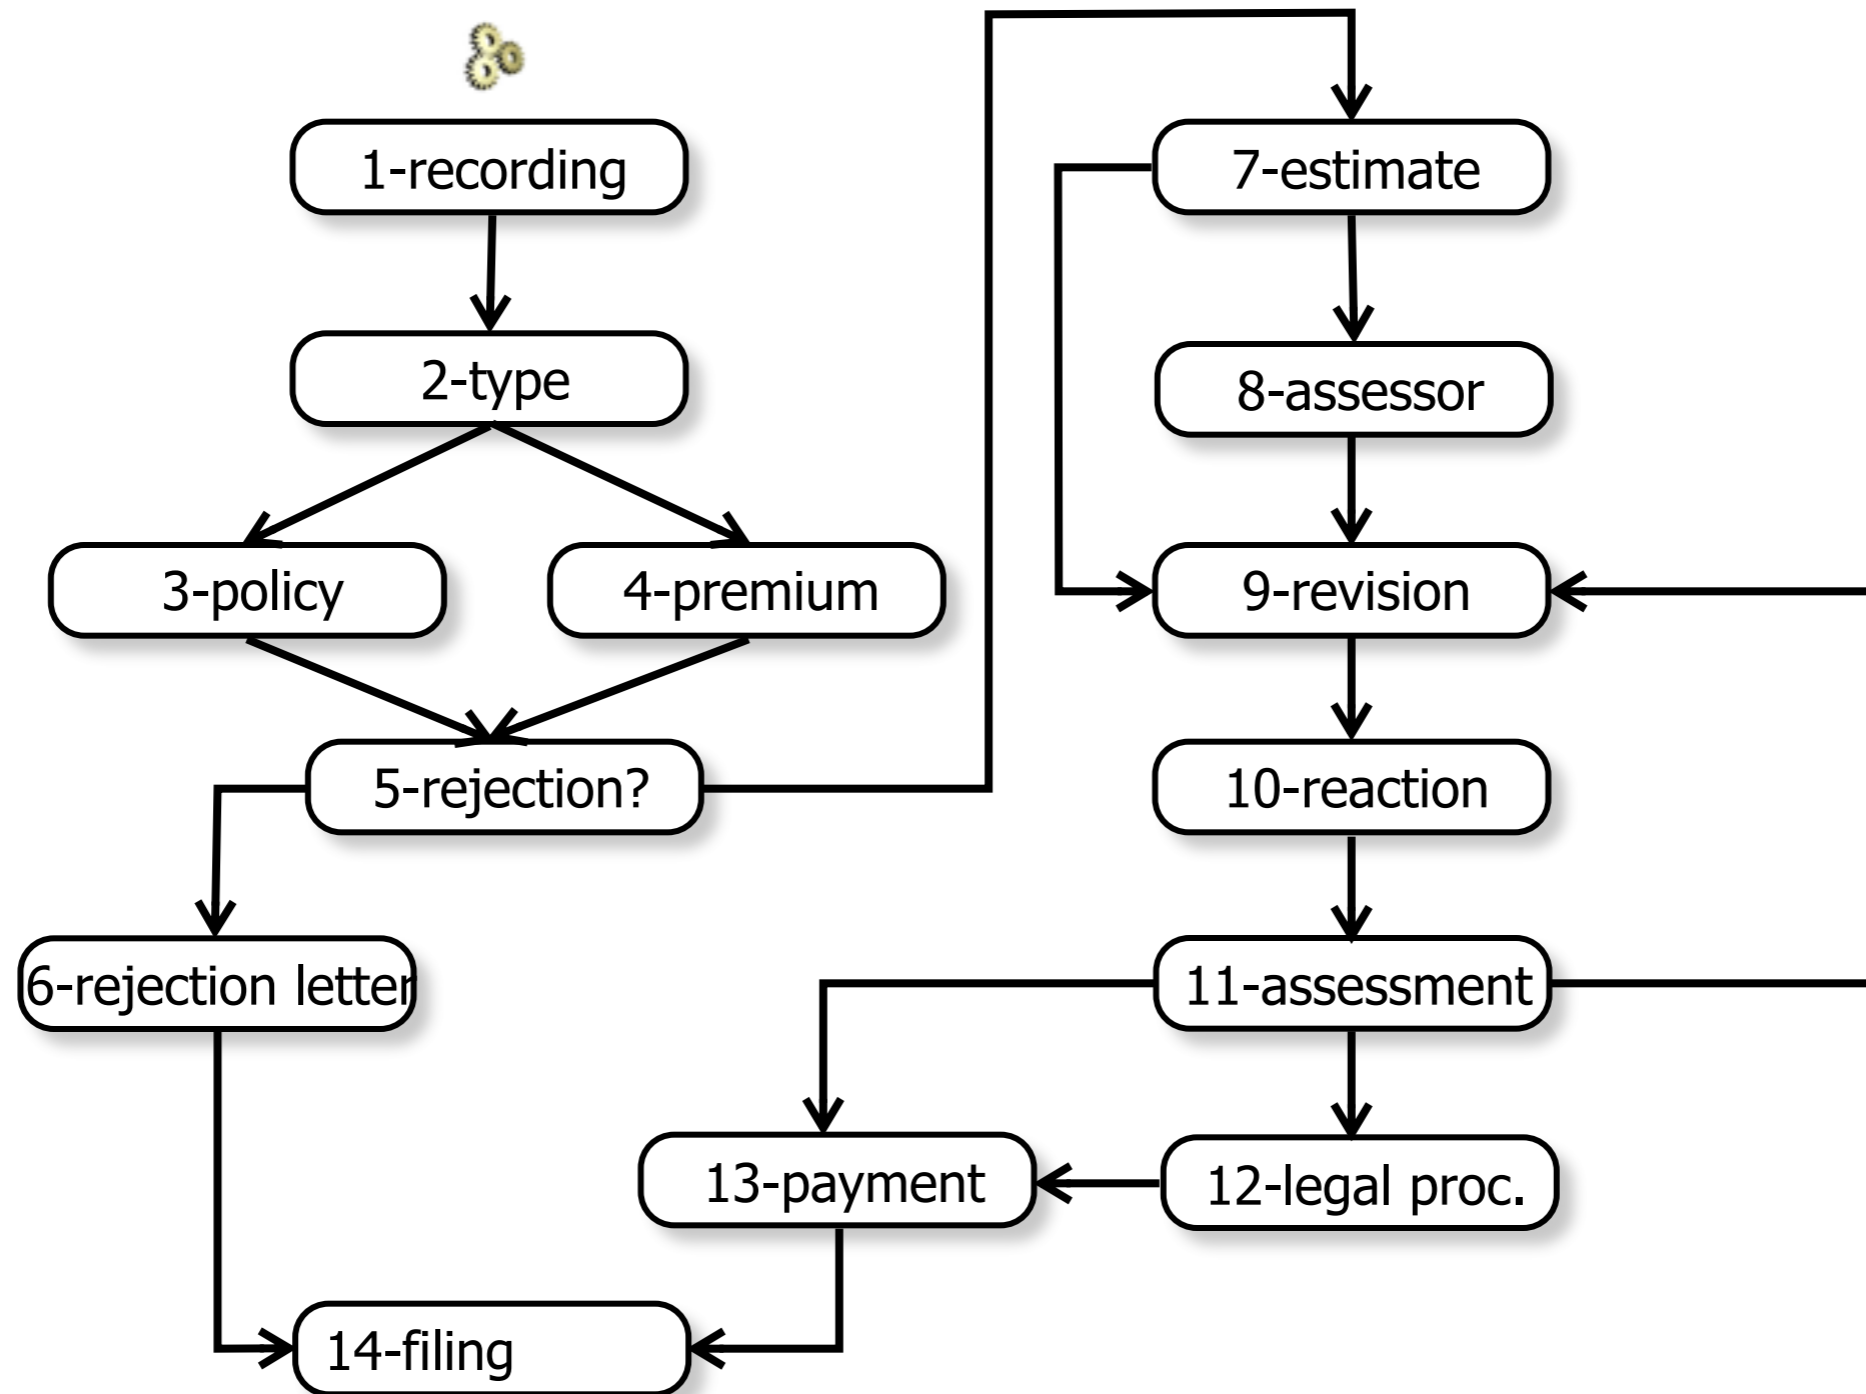 1-recording
2-type
3-policy
4-premium
5-rejection?
6-rejection letter
7-estimate
8-assessor
9-revision
10-reaction
11-assessment
12-legal proc.
13-payment
14-filing